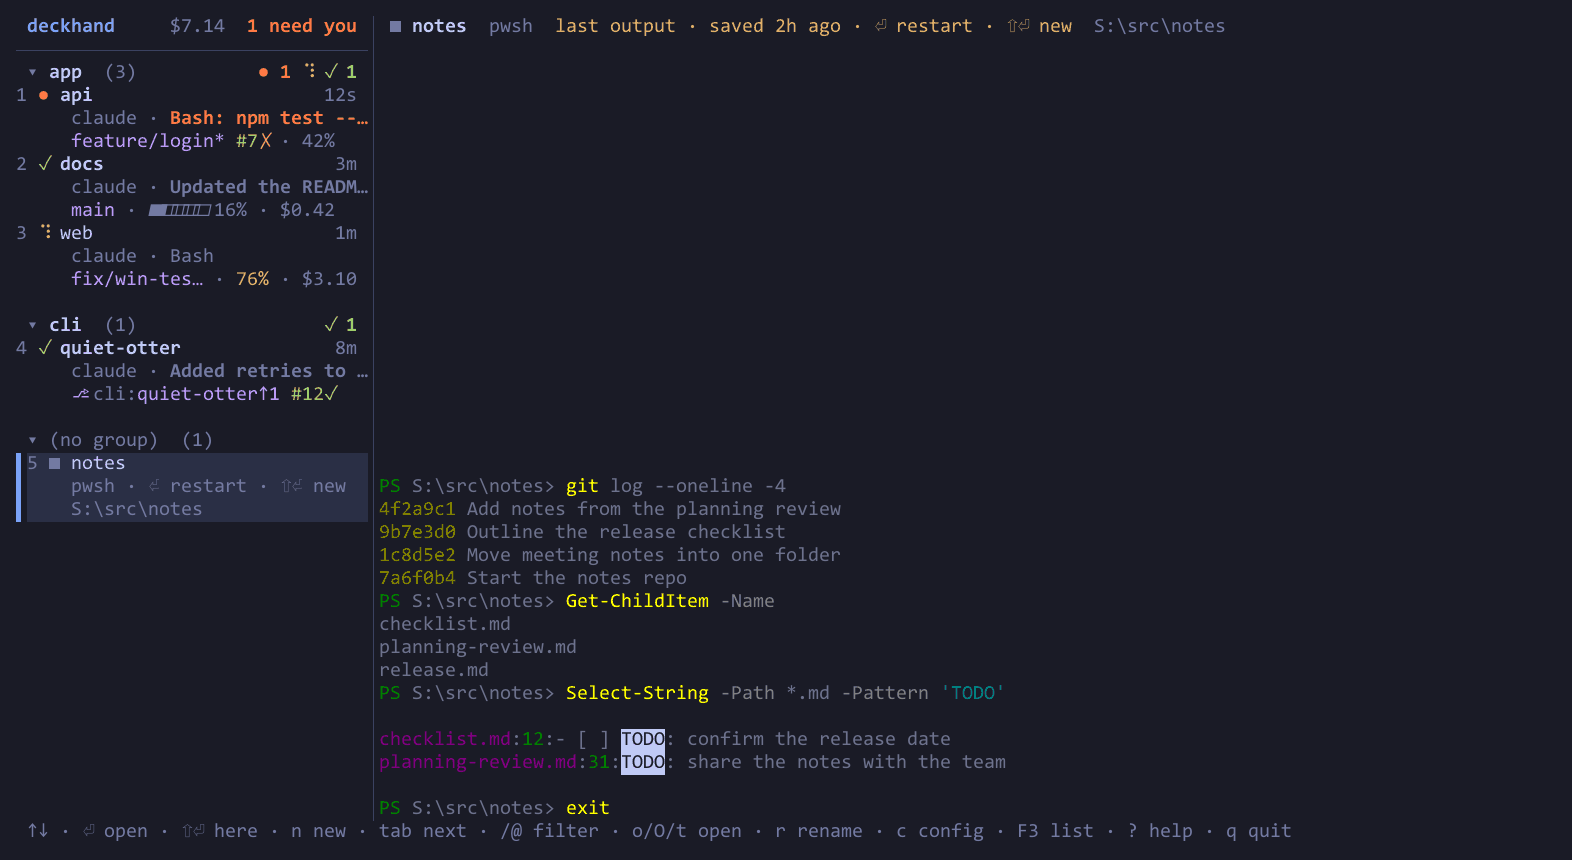 deckhand $7.14 1 need you
▾ app (3) ● 1 ⠹ ✓ 1
1 ● api 12s
claude · Bash: npm test --…
feature/login* #7✗ · 42%
2 ✓ docs 3m
claude · Updated the READM…
main · 16% · $0.42
3 ⠹ web 1m
claude · Bash
fix/win-tes… · 76% · $3.10
▾ cli (1) ✓ 1
4 ✓ quiet-otter 8m
claude · Added retries to …
⎇ cli:quiet-otter↑1 #12✓
▾ (no group) (1)
5 ■ notes
pwsh · ⏎ restart · ⇧⏎ new
S:\src\notes
■ notes pwsh last output · saved 2h ago · ⏎ restart · ⇧⏎ new S:\src\notes
PS S:\src\notes> git log --oneline -4
4f2a9c1 Add notes from the planning review
9b7e3d0 Outline the release checklist
1c8d5e2 Move meeting notes into one folder
7a6f0b4 Start the notes repo
PS S:\src\notes> Get-ChildItem -Name
checklist.md
planning-review.md
release.md
PS S:\src\notes> Select-String -Path *.md -Pattern 'TODO'
checklist.md:12:- [ ] TODO: confirm the release date
planning-review.md:31:TODO: share the notes with the team
PS S:\src\notes> exit
↑↓ · ⏎ open · ⇧⏎ here · n new · tab next · /@ filter · o/O/t open · r rename · c config · F3 list · ? help · q quit